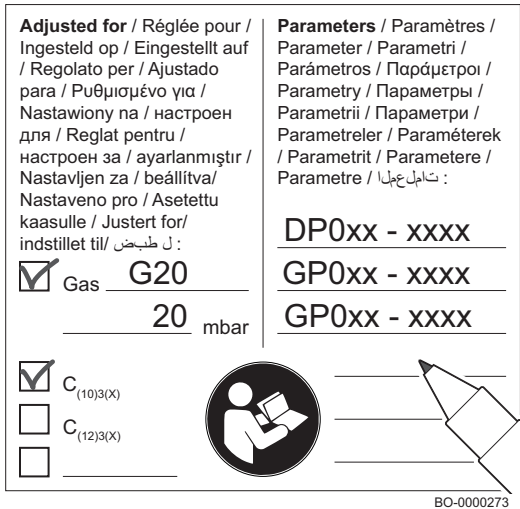 Adjusted for / Réglée pour /
Ingesteld op / Eingestellt auf
/ Regolato per / Ajustado
para / Ρυθμισμένο για /
Nastawiony na / настроен
для / Reglat pentru /
настроен за / ayarlanmıştır /
Nastavljen za / beállítva/
Nastaveno pro / Asetettu
kaasulle / Justert for/
indstillet til/ ل طبض :
Gas G20
20 mbar
C(10)3(X)
C(12)3(X)
Parameters / Paramètres /
Parameter / Parametri /
Parámetros / Παράμετροι /
Parametry / Параметры /
Parametrii / Параметри /
Parametreler / Paraméterek
/ Parametrit / Parametere /
Parametre / تاملعملا :
DP0xx - xxxx
GP0xx - xxxx
GP0xx - xxxx
BO-0000273